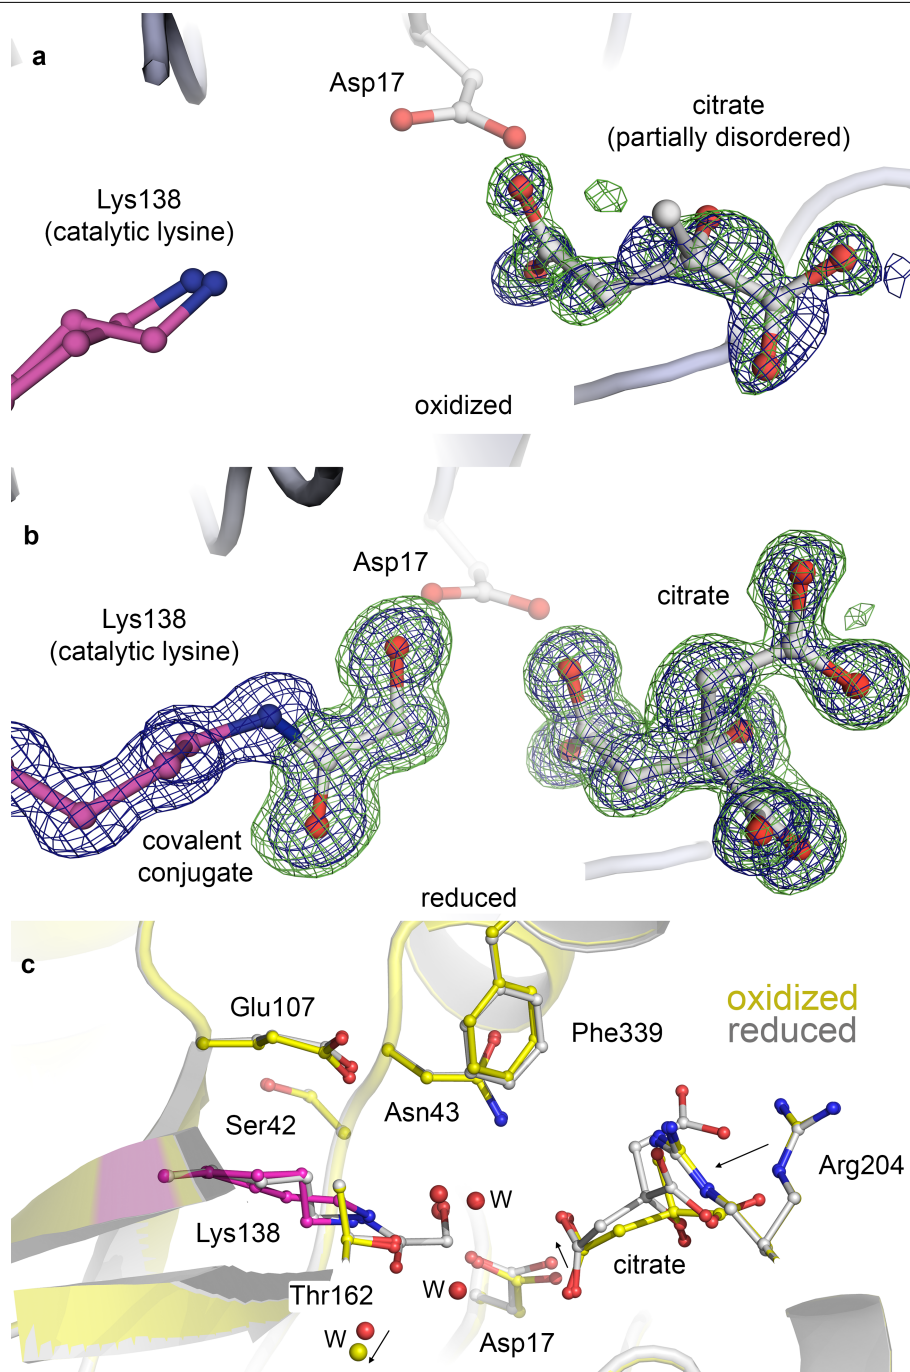 a
Asp17
citrate
(partially disordered)
Lys138
(catalytic lysine)
oxidized
b
Asp17
citrate
Lys138
(catalytic lysine)
covalent
conjugate
reduced
c
oxidized
reduced
Glu107
Phe339
Ser42
Asn43
Arg204
W
Lys138
citrate
Thr162
W
Asp17
W